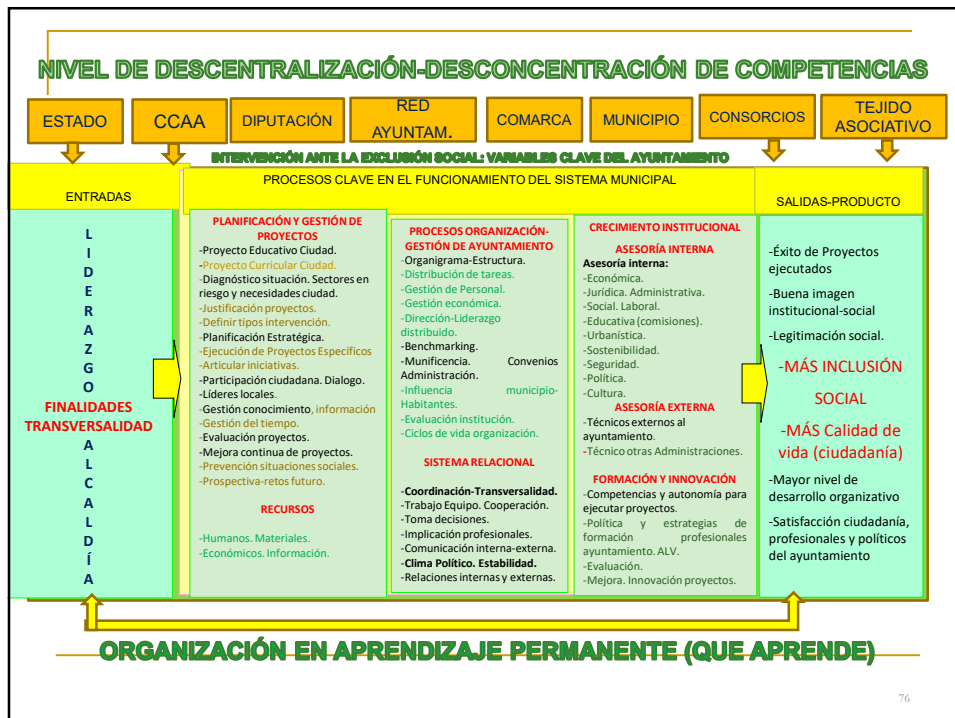 NIVEL DE DESCENTRALIZACIÓN-DESCONCENTRACIÓN DE COMPETENCIAS
ESTADO
CCAA
DIPUTACIÓN
RED
AYUNTAM.
COMARCA
MUNICIPIO
CONSORCIOS
TEJIDO
ASOCIATIVO
INTERVENCIÓN ANTE LA EXCLUSIÓN SOCIAL: VARIABLES CLAVE DEL AYUNTAMIENTO
ENTRADAS
PROCESOS CLAVE EN EL FUNCIONAMIENTO DEL SISTEMA MUNICIPAL
SALIDAS-PRODUCTO
L
I
D
E
R
A
Z
G
O
FINALIDADES
TRANSVERSALIDAD
A
L
C
A
L
D
Í
A
PLANIFICACIÓN Y GESTIÓN DE
PROYECTOS
-Proyecto Educativo Ciudad.
-Proyecto Curricular Ciudad.
-Diagnóstico situación. Sectores en
riesgo y necesidades ciudad.
-Justificación proyectos.
-Definir tipos intervención.
-Planificación Estratégica.
-Ejecución de Proyectos Específicos
-Articular iniciativas.
-Participación ciudadana. Dialogo.
-Líderes locales.
-Gestión conocimiento, información
-Gestión del tiempo.
-Evaluación proyectos.
-Mejora continua de proyectos.
-Prevención situaciones sociales.
-Prospectiva-retos futuro.
RECURSOS
-Humanos. Materiales.
-Económicos. Información.
PROCESOS ORGANIZACIÓN-
GESTIÓN DE AYUNTAMIENTO
-Organigrama-Estructura.
-Distribución de tareas.
-Gestión de Personal.
-Gestión económica.
-Dirección-Liderazgo
distribuido.
-Benchmarking.
-Munificencia. Convenios
Administración.
-Influencia municipio-
Habitantes.
-Evaluación institución.
-Ciclos de vida organización.
SISTEMA RELACIONAL
-Coordinación-Transversalidad.
-Trabajo Equipo. Cooperación.
-Toma decisiones.
-Implicación profesionales.
-Comunicación interna-externa.
-Clima Político. Estabilidad.
-Relaciones internas y externas.
CRECIMIENTO INSTITUCIONAL
ASESORÍA INTERNA
Asesoría interna:
-Económica.
-Jurídica. Administrativa.
-Social. Laboral.
-Educativa (comisiones).
-Urbanística.
-Sostenibilidad.
-Seguridad.
-Política.
-Cultura.
ASESORÍA EXTERNA
-Técnicos externos al
ayuntamiento.
-Técnico otras Administraciones.
FORMACIÓN Y INNOVACIÓN
-Competencias y autonomía para
ejecutar proyectos.
-Política y estrategias de
formación profesionales
ayuntamiento. ALV.
-Evaluación.
-Mejora. Innovación proyectos.
-Éxito de Proyectos
ejecutados
-Buena imagen
institucional-social
-Legitimación social.
-MÁS INCLUSIÓN
SOCIAL
-MÁS Calidad de
vida (ciudadanía)
-Mayor nivel de
desarrollo organizativo
-Satisfacción ciudadanía,
profesionales y políticos
del ayuntamiento
ORGANIZACIÓN EN APRENDIZAJE PERMANENTE (QUE APRENDE)
76